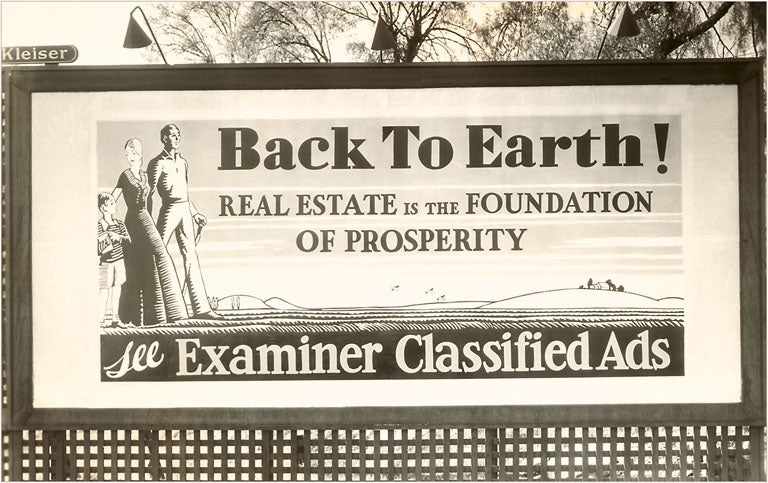 Kleiser
Back To Earth!
REAL ESTATE IS THE FOUNDATION
OF PROSPERITY
see Examiner Classified Ads